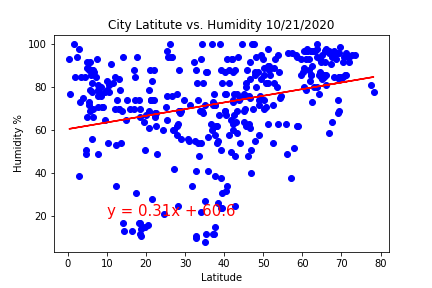 City Latitute vs. Humidity 10/21/2020
100
80
60
40
20
Humidity %
y = 0.31x + 60.6
0 10 20 30 40 50 60 70 80
Latitude